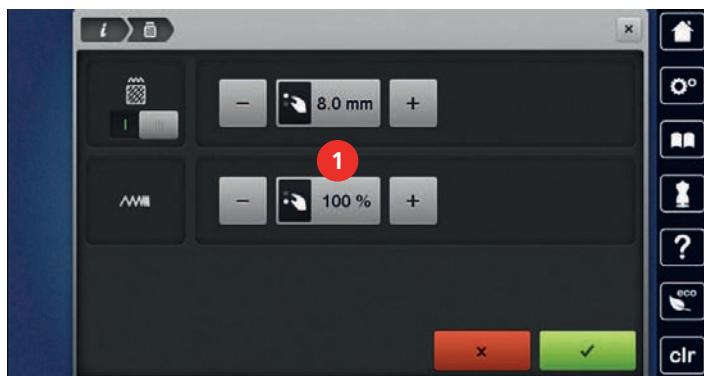 i
×
− 8.0 mm +
1
− 100 % +
?
eco
× ✓
clr